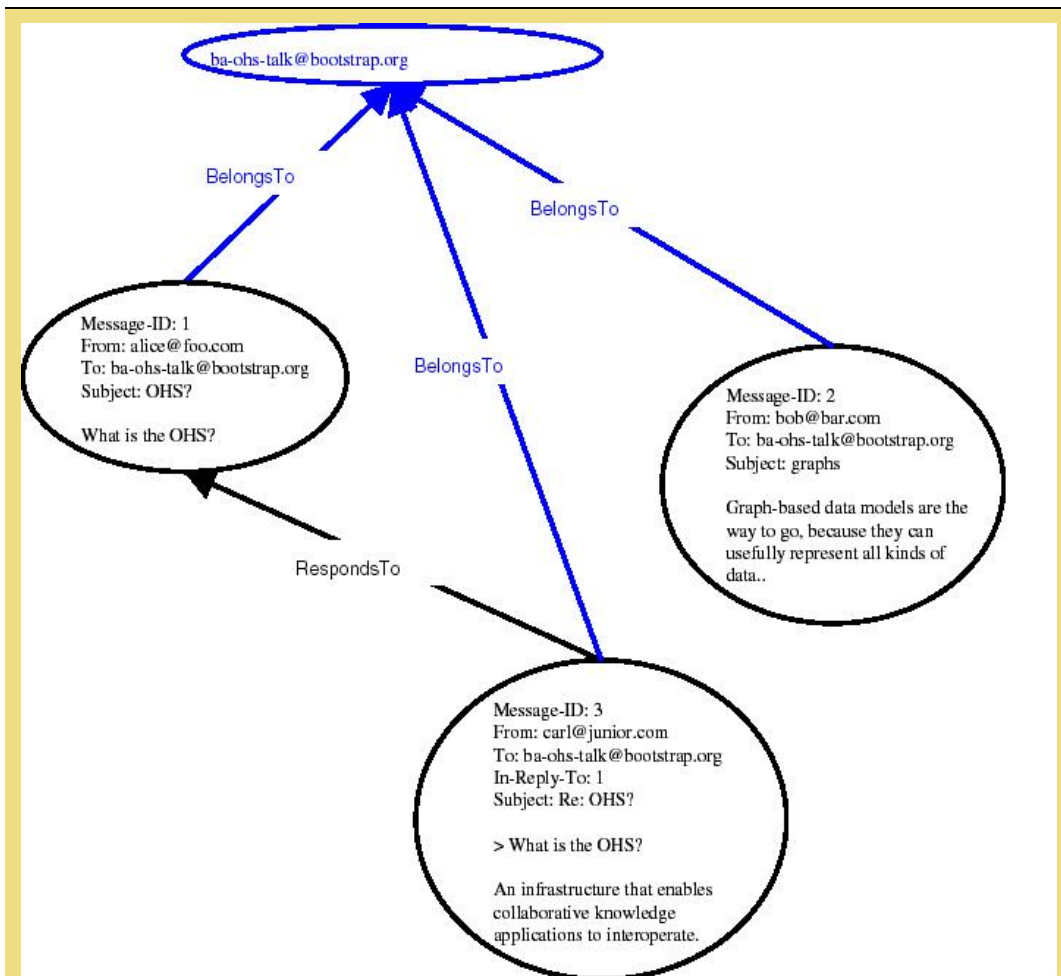 ba-ohs-talk@bootstrap.org
BelongsTo
BelongsTo
Message-ID: 1
From: alice@foo.com
To: ba-ohs-talk@bootstrap.org
Subject: OHS?
What is the OHS?
BelongsTo
Message-ID: 2
From: bob@bar.com
To: ba-ohs-talk@bootstrap.org
Subject: graphs
Graph-based data models are the
way to go, because they can
usefully represent all kinds of
data..
RespondsTo
Message-ID: 3
From: carl@junior.com
To: ba-ohs-talk@bootstrap.org
In-Reply-To: 1
Subject: Re: OHS?
> What is the OHS?
An infrastructure that enables
collaborative knowledge
applications to interoperate.